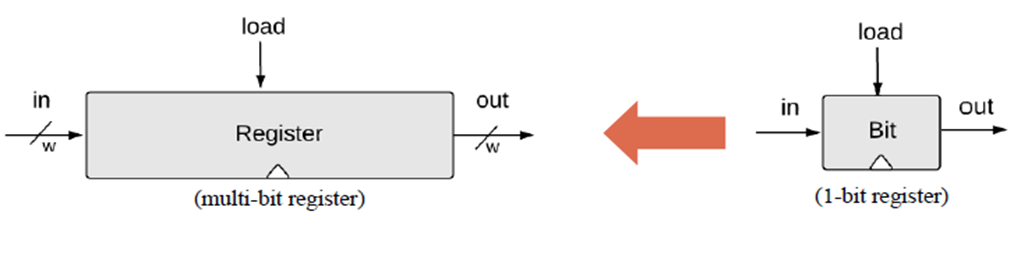 load
in
out
Register
w
w
(multi-bit register)
load
in
out
Bit
(1-bit register)